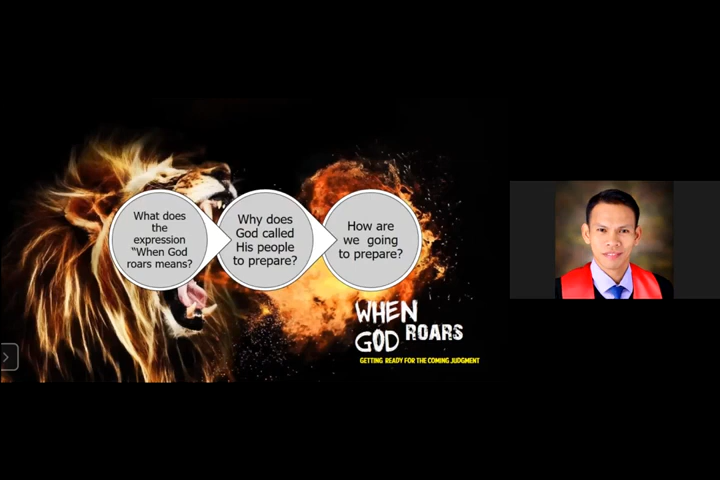 What does
the
expression
“When God
roars means?
Why does
God called
His people
to prepare?
How are
we going
to prepare?
WHEN
GOD ROARS
GETTING READY FOR THE COMING JUDGMENT